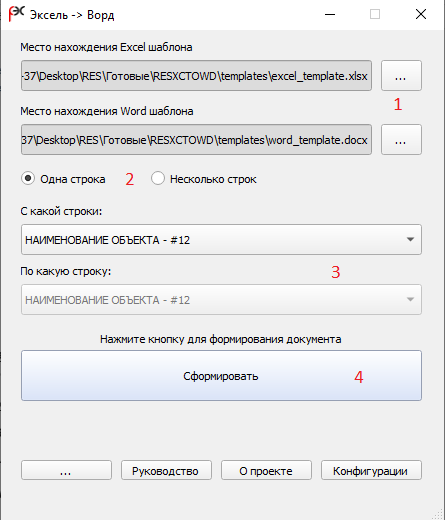 РЭС Эксель -> Ворд
Место нахождения Excel шаблона
-37\Desktop\RES\Готовые\RESXCTOWD\templates\excel_template.xlsx ...
1
Место нахождения Word шаблона
37\Desktop\RES\Готовые\RESXCTOWD\templates\word_template.docx ...
Одна строка 2 Несколько строк
С какой строки:
НАИМЕНОВАНИЕ ОБЪЕКТА - #12
По какую строку: 3
НАИМЕНОВАНИЕ ОБЪЕКТА - #12
Нажмите кнопку для формирования документа
Сформировать 4
... Руководство О проекте Конфигурации